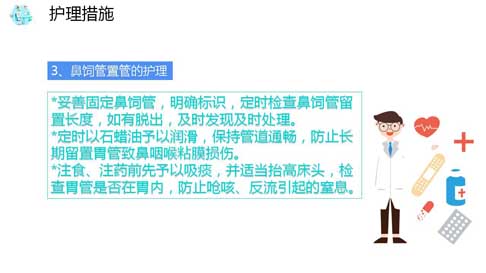 护理措施
3、鼻饲管置管的护理
*妥善固定鼻饲管，明确标识，定时检查鼻饲管留
置长度，如有脱出，及时发现及时处理。
*定时以石蜡油予以润滑，保持管道通畅，防止长
期留置胃管致鼻咽喉粘膜损伤。
*注食、注药前先予以吸痰，并适当抬高床头，检
查胃管是否在胃内，防止呛咳、反流引起的窒息。